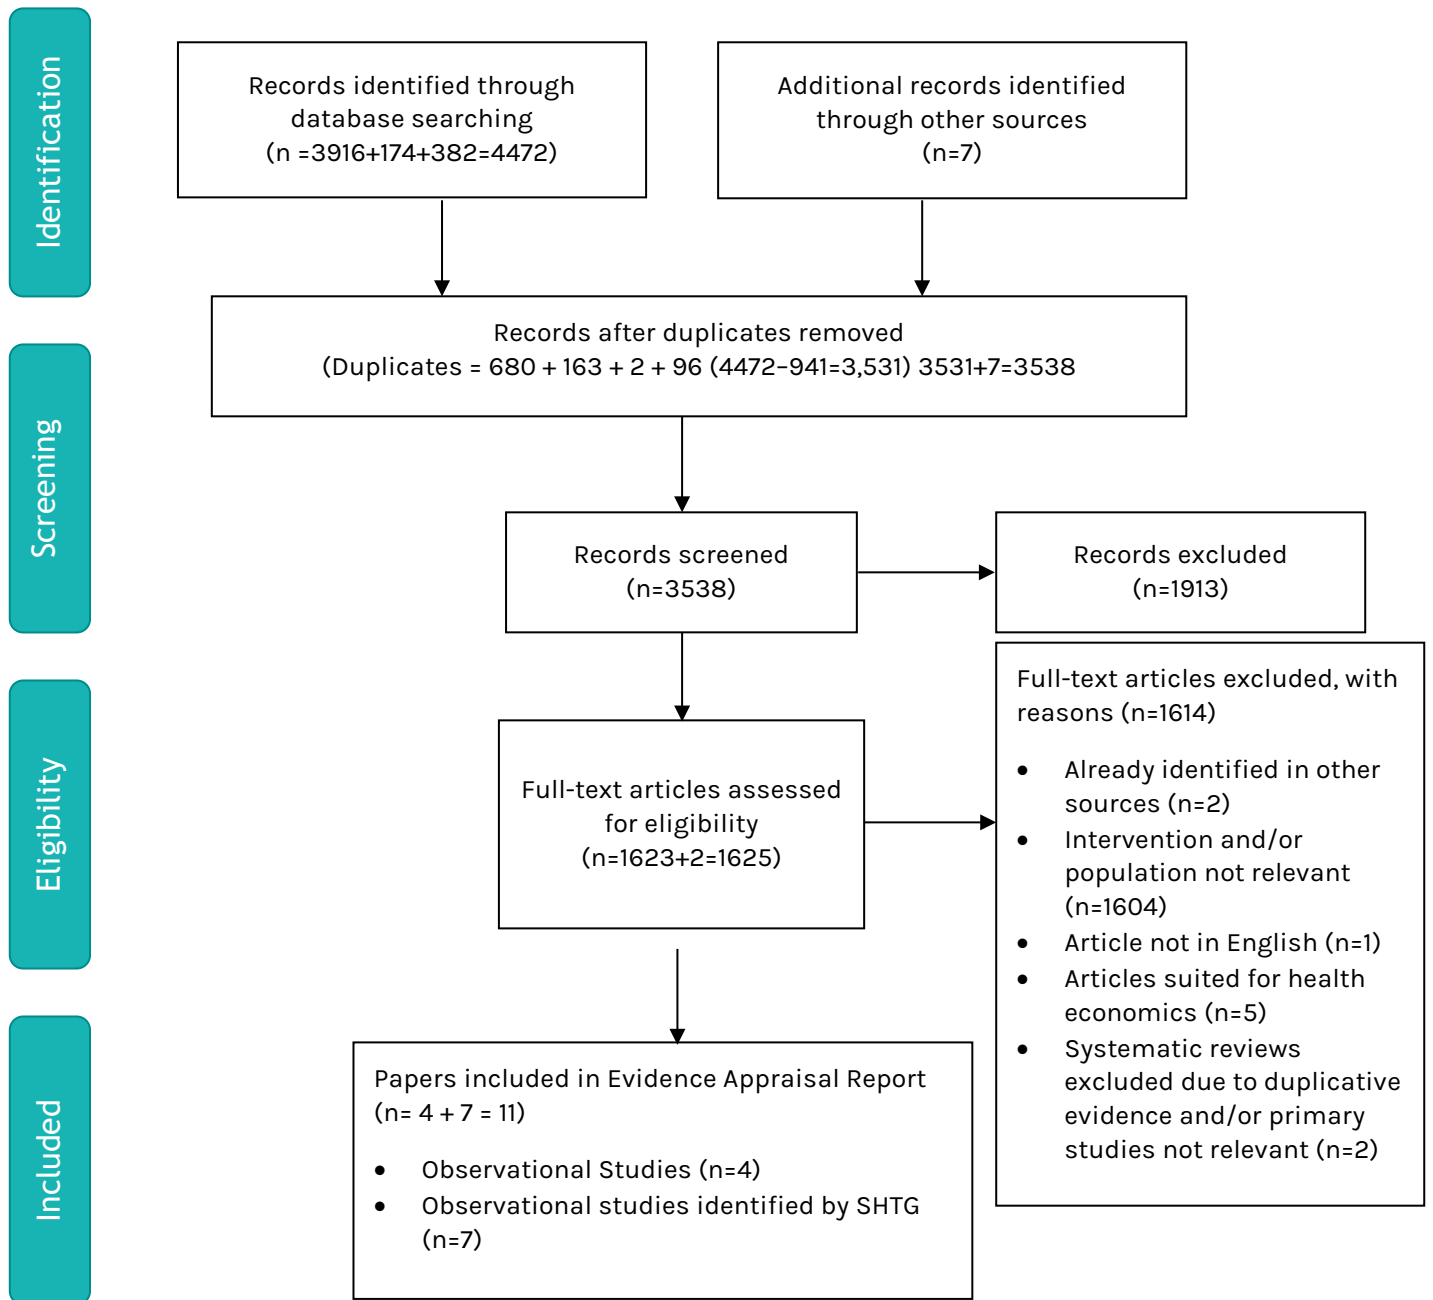 Identification
Records identified through
database searching
(n =3916+174+382=4472)
Additional records identified
through other sources
(n=7)
Records after duplicates removed
(Duplicates = 680 + 163 + 2 + 96 (4472–941=3,531) 3531+7=3538
Screening
Records screened
(n=3538)
Records excluded
(n=1913)
Eligibility
Full-text articles assessed
for eligibility
(n=1623+2=1625)
Full-text articles excluded, with
reasons (n=1614)
• Already identified in other
sources (n=2)
• Intervention and/or
population not relevant
(n=1604)
• Article not in English (n=1)
• Articles suited for health
economics (n=5)
• Systematic reviews
excluded due to duplicative
evidence and/or primary
studies not relevant (n=2)
Included
Papers included in Evidence Appraisal Report
(n= 4 + 7 = 11)
• Observational Studies (n=4)
• Observational studies identified by SHTG
(n=7)